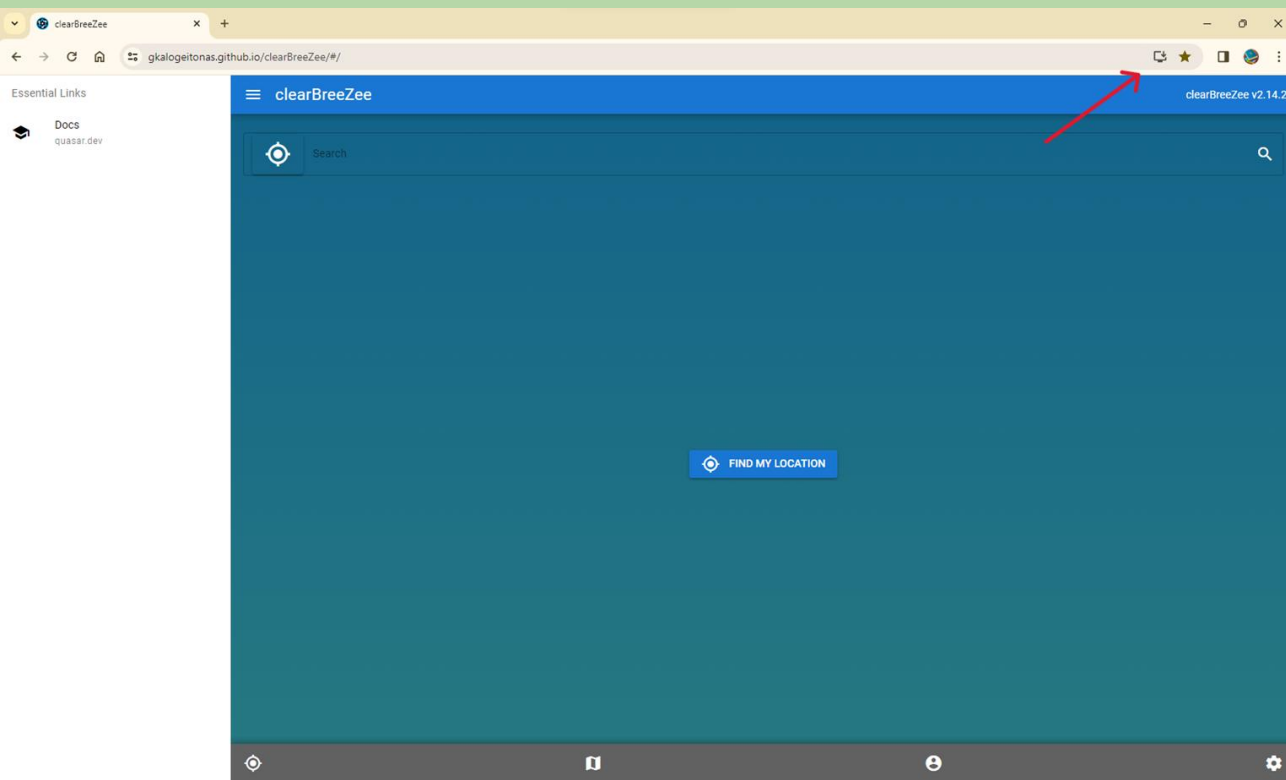 clearBreeZee
gkalogeitonas.github.io/clearBreeZee/#/
Essential Links
Docs
quasar.dev
clearBreeZee
clearBreeZee v2.14.2
Search
FIND MY LOCATION